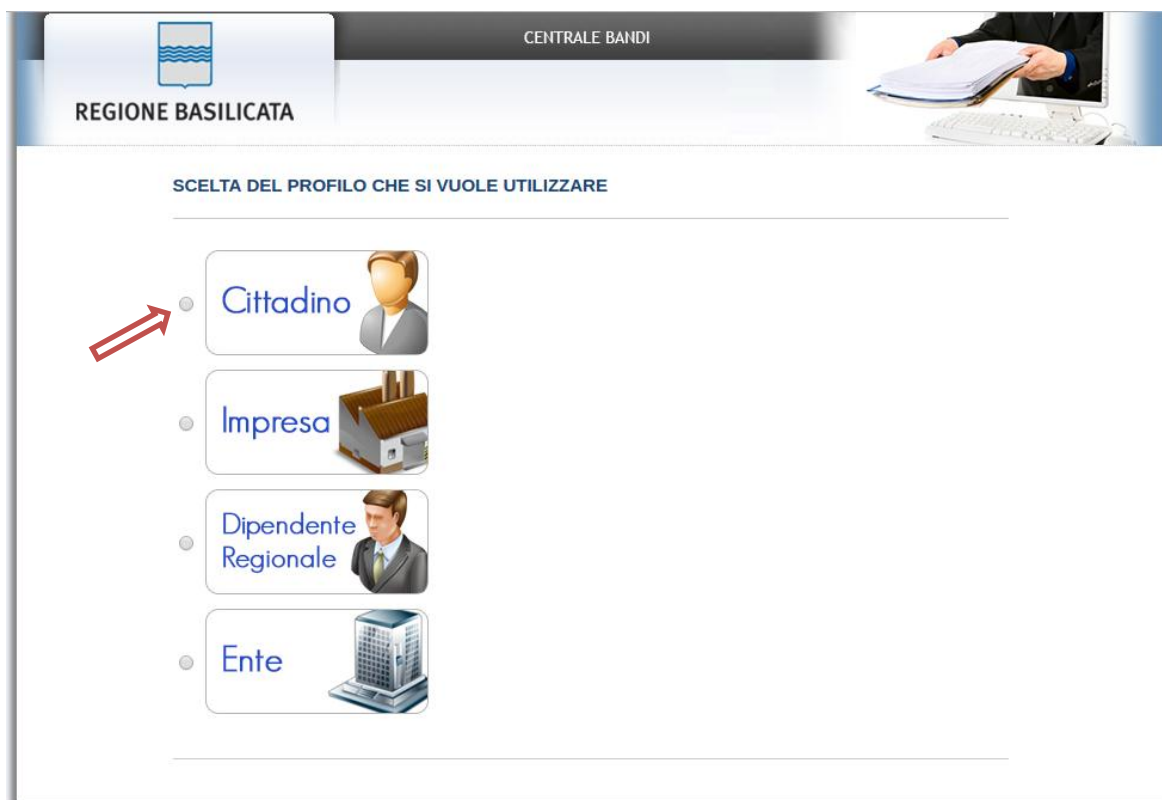 CENTRALE BANDI
REGIONE BASILICATA
SCELTA DEL PROFILO CHE SI VUOLE UTILIZZARE
Cittadino
Impresa
Dipendente
Regionale
Ente